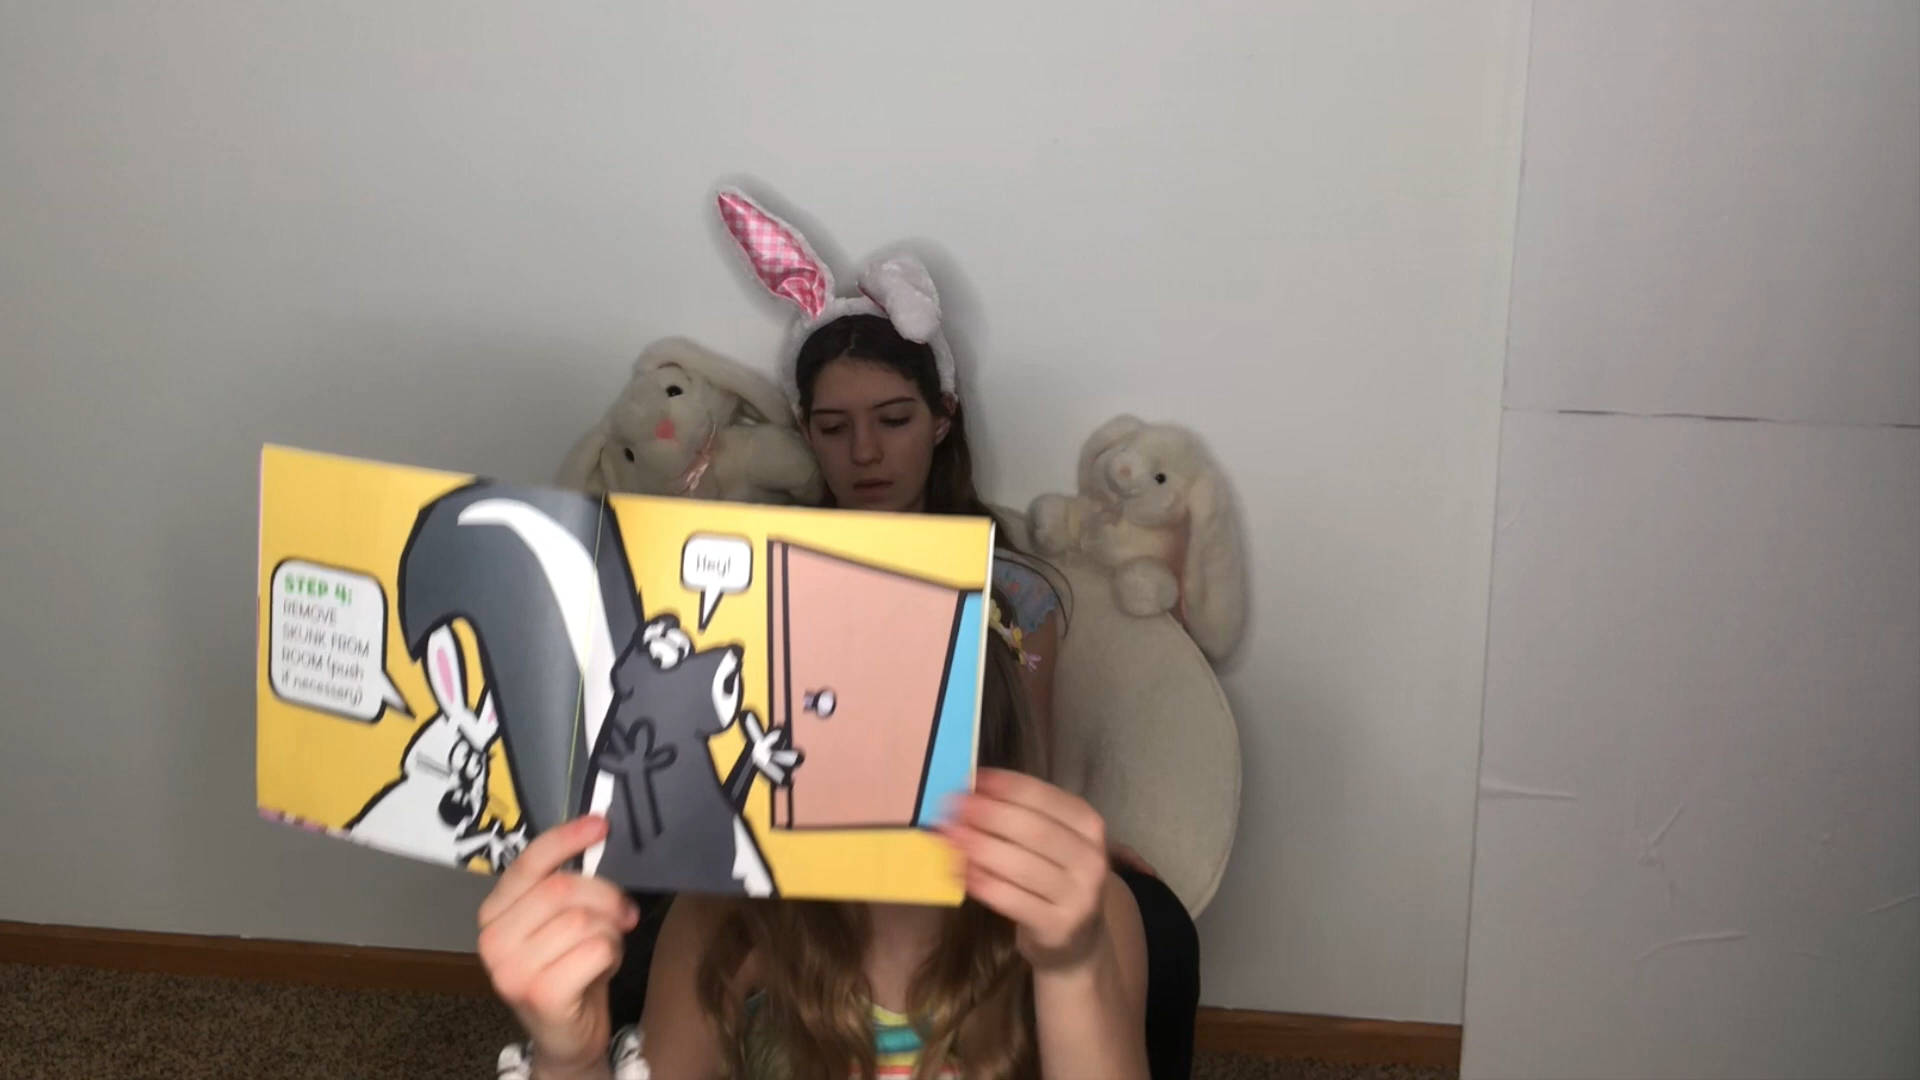 STEP 4:
REMOVE
SKUNK FROM
ROOM (push
if necessary)
Hey!